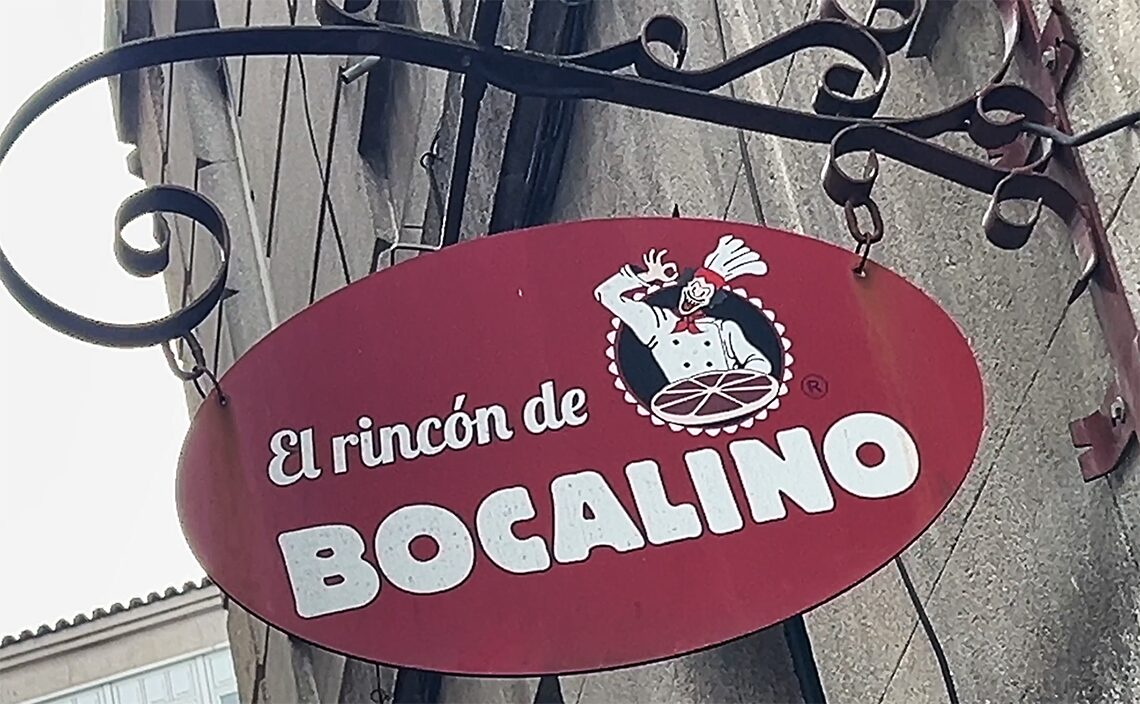 El rincón de
BOCALINO
®